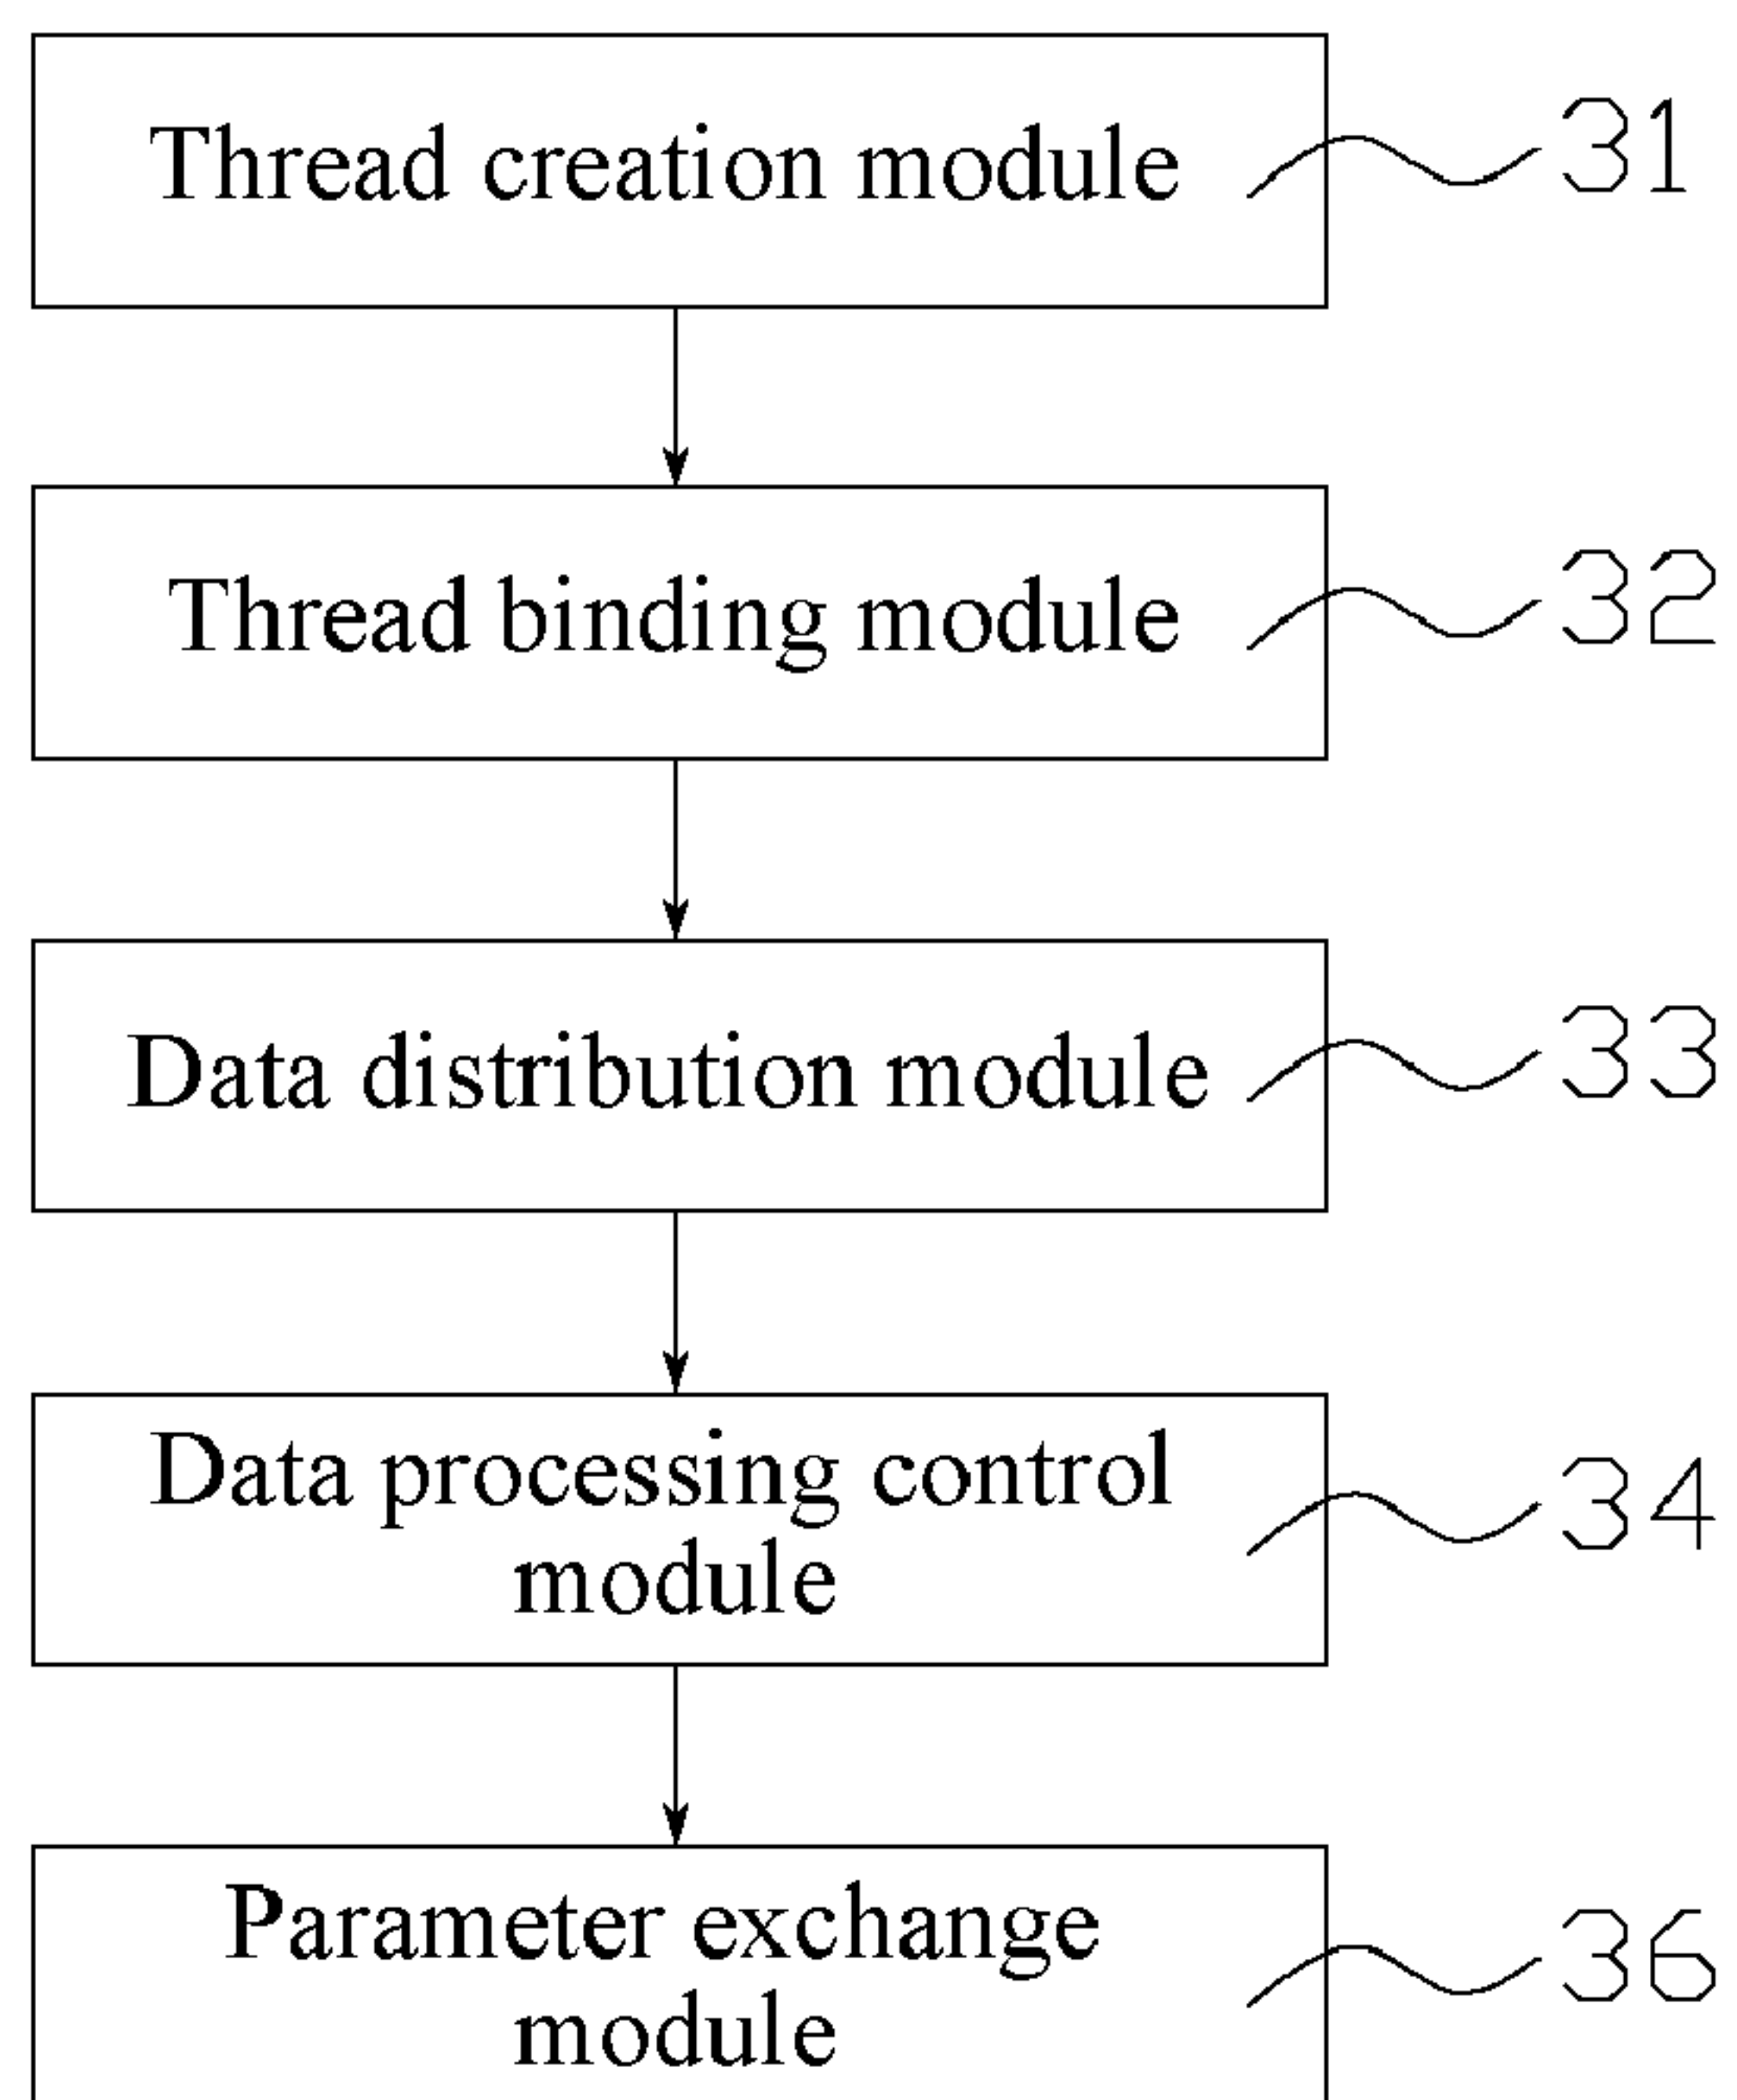 Thread creation module 31
Thread binding module 32
Data distribution module 33
Data processing control
module
34
Parameter exchange
module
36